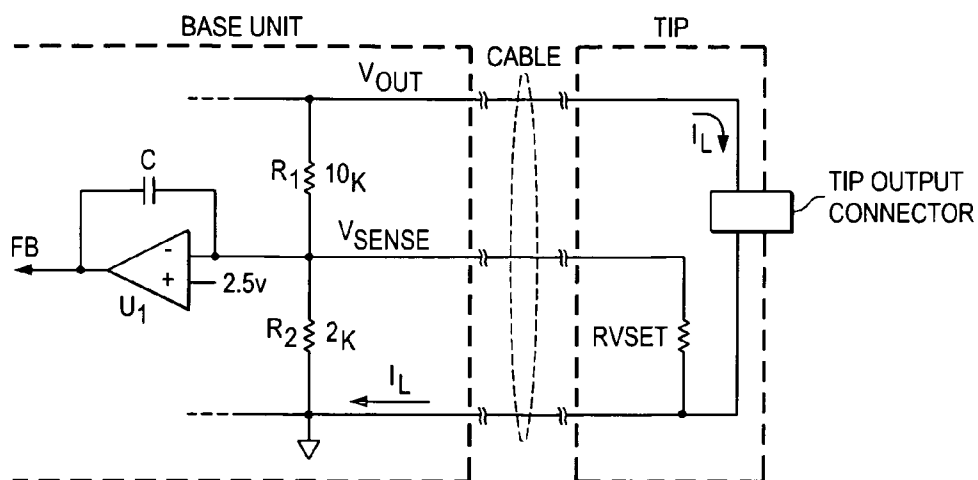 BASE UNIT
TIP
CABLE
VOUT
IL
C
R1 10K
TIP OUTPUT
CONNECTOR
VSENSE
FB
-
+
2.5v
U1
R2 2K
RVSET
IL